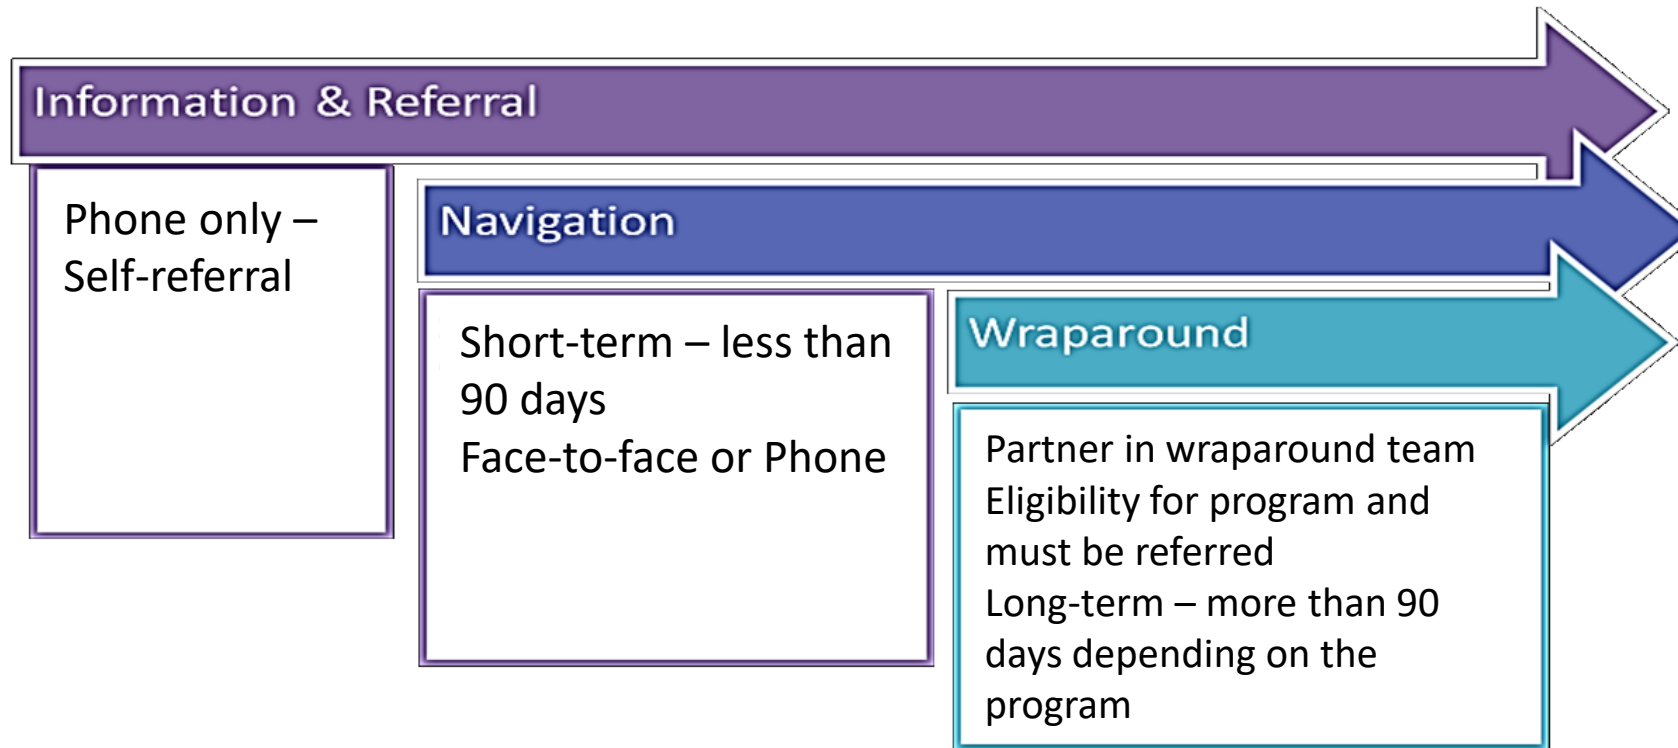 Information & Referral
Phone only –
Self-referral
Navigation
Short-term – less than
90 days
Face-to-face or Phone
Wraparound
Partner in wraparound team
Eligibility for program and
must be referred
Long-term – more than 90
days depending on the
program